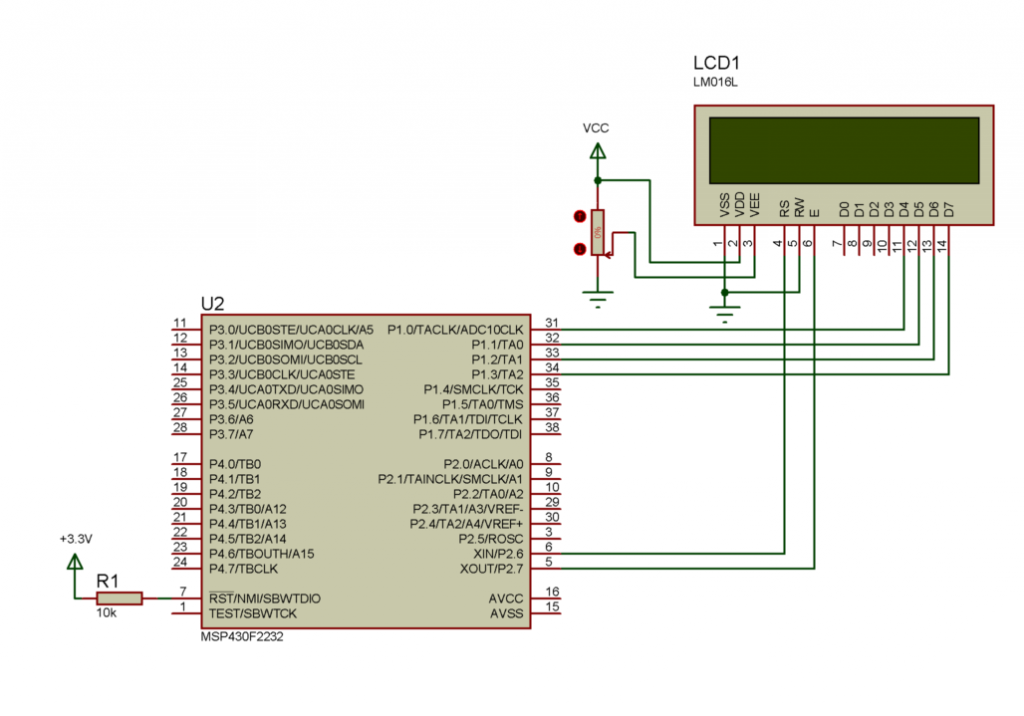 LCD1
LM016L
VCC
0%
VSS
VDD
VEE
RS
RW
E
D0
D1
D2
D3
D4
D5
D6
D7
1
2
3
4
5
6
7
8
9
10
11
12
13
14
U2
11 P3.0/UCB0STE/UCA0CLK/A5 P1.0/TACLK/ADC10CLK 31
12 P3.1/UCB0SIMO/UCB0SDA P1.1/TA0 32
13 P3.2/UCB0SOMI/UCB0SCL P1.2/TA1 33
14 P3.3/UCB0CLK/UCA0STE P1.3/TA2 34
25 P3.4/UCA0TXD/UCA0SIMO P1.4/SMCLK/TCK 35
26 P3.5/UCA0RXD/UCA0SOMI P1.5/TA0/TMS 36
27 P3.6/A6 P1.6/TA1/TDI/TCLK 37
28 P3.7/A7 P1.7/TA2/TDO/TDI 38
17 P4.0/TB0 P2.0/ACLK/A0 8
18 P4.1/TB1 P2.1/TAINCLK/SMCLK/A1 9
19 P4.2/TB2 P2.2/TA0/A2 10
20 P4.3/TB0/A12 P2.3/TA1/A3/VREF- 29
21 P4.4/TB1/A13 P2.4/TA2/A4/VREF+ 30
22 P4.5/TB2/A14 P2.5/ROSC 3
23 P4.6/TBOUTH/A15 XIN/P2.6 6
24 P4.7/TBCLK XOUT/P2.7 5
+3.3V
R1
10k
7 RST/NMI/SBWTDIO AVCC 16
1 TEST/SBWTCK AVSS 15
MSP430F2232